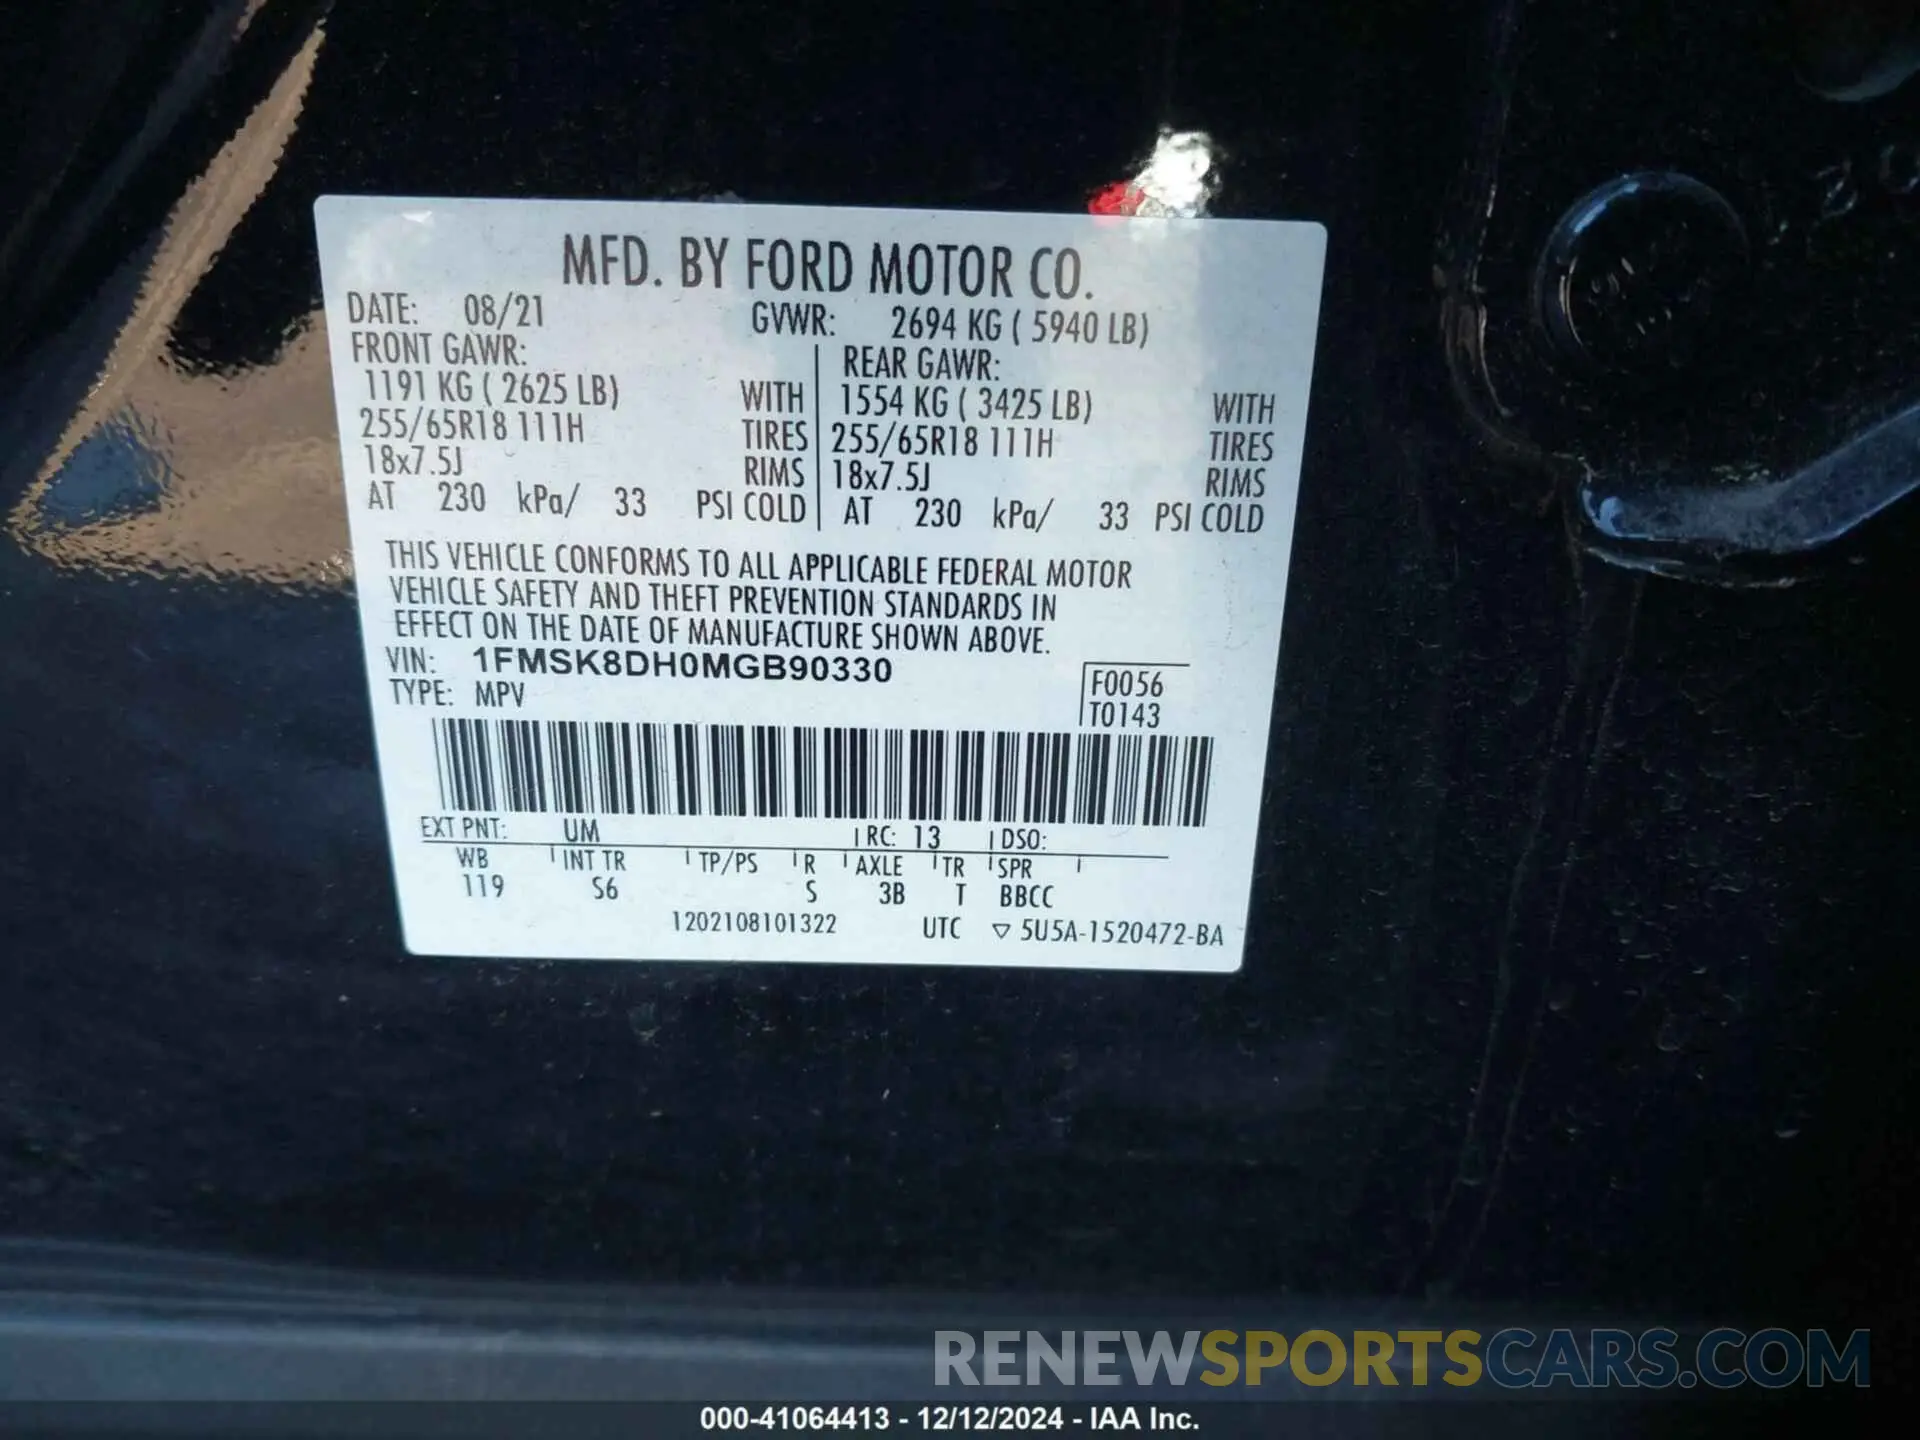 MFD. BY FORD MOTOR CO.
DATE: 08/21 GVWR: 2694 KG ( 5940 LB)
FRONT GAWR: REAR GAWR:
1191 KG ( 2625 LB) WITH 1554 KG ( 3425 LB) WITH
255/65R18 111H TIRES 255/65R18 111H TIRES
18x7.5J RIMS 18x7.5J RIMS
AT 230 kPa/ 33 PSI COLD AT 230 kPa/ 33 PSI COLD
THIS VEHICLE CONFORMS TO ALL APPLICABLE FEDERAL MOTOR
VEHICLE SAFETY AND THEFT PREVENTION STANDARDS IN
EFFECT ON THE DATE OF MANUFACTURE SHOWN ABOVE.
VIN: 1FMSK8DH0MGB90330
TYPE: MPV
F0056
T0143
EXT PNT: UM RC: 13 DSO:
WB INT TR TP/PS R AXLE TR SPR
119 S6 S 3B T BBCC
1202108101322 UTC ▽ 5U5A-1520472-BA
RENEWSPORTSCARS.COM
000-41064413 - 12/12/2024 - IAA Inc.